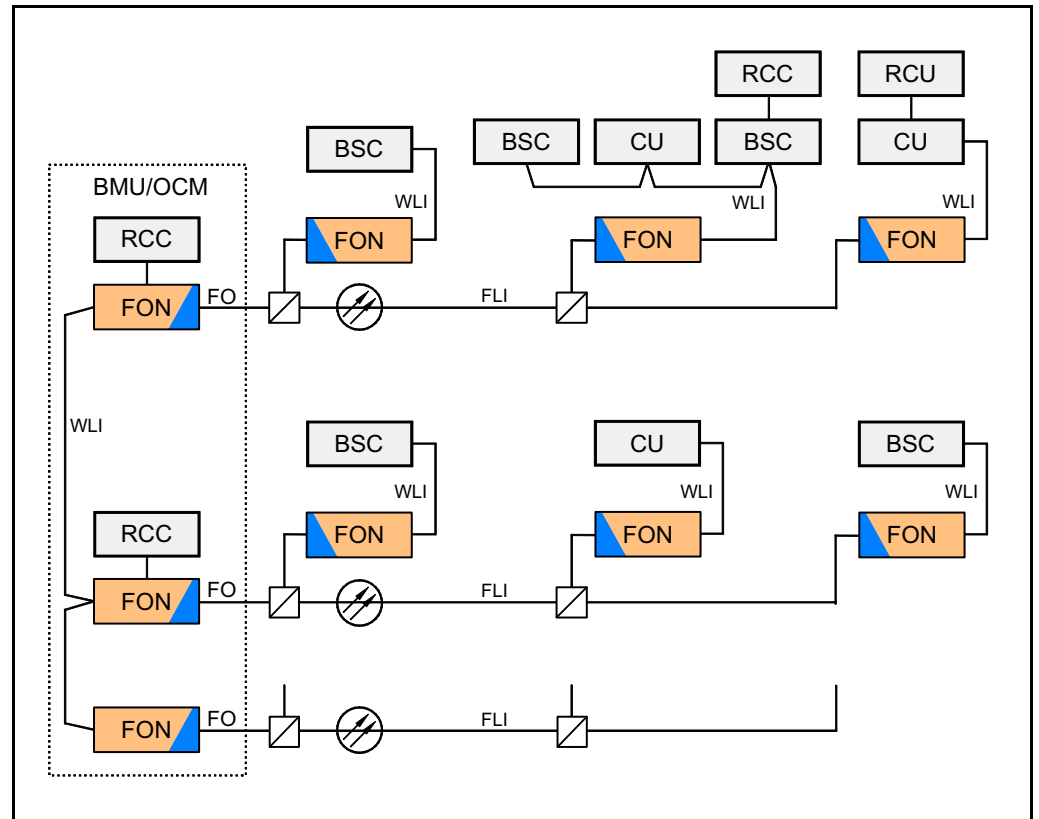 RCC RCU
BSC BSC CU BSC CU
BMU/OCM
WLI WLI WLI
RCC FON FON FON
FON FO FLI
WLI
BSC CU BSC
WLI WLI WLI
RCC FON FON FON
FON FO FLI
FON FO FLI